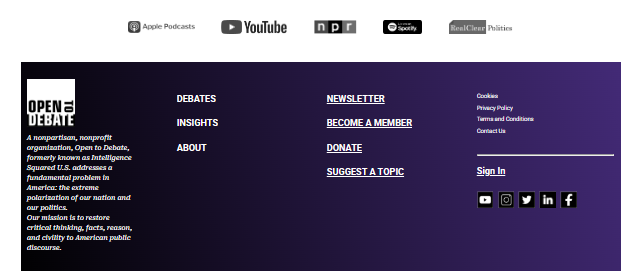 Apple Podcasts
YouTube
npr
LISTEN ON
Spotify
RealClear Politics
OPEN TO DEBATE
A nonpartisan, nonprofit
organization, Open to Debate,
formerly known as Intelligence
Squared U.S. addresses a
fundamental problem in
America: the extreme
polarization of our nation and
our politics.
Our mission is to restore
critical thinking, facts, reason,
and civility to American public
discourse.
DEBATES
INSIGHTS
ABOUT
NEWSLETTER
BECOME A MEMBER
DONATE
SUGGEST A TOPIC
Cookies
Privacy Policy
Terms and Conditions
Contact Us
Sign In